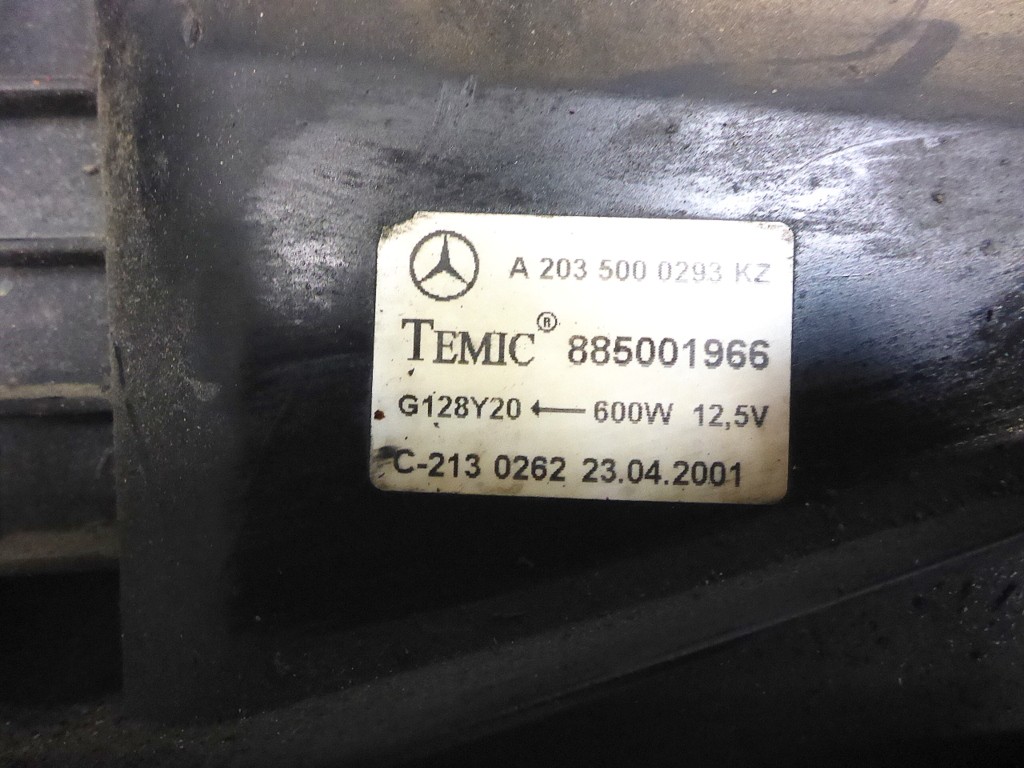 A 203 500 0293 KZ
TEMIC® 885001966
G128Y20 ← 600W 12,5V
C-213 0262 23.04.2001